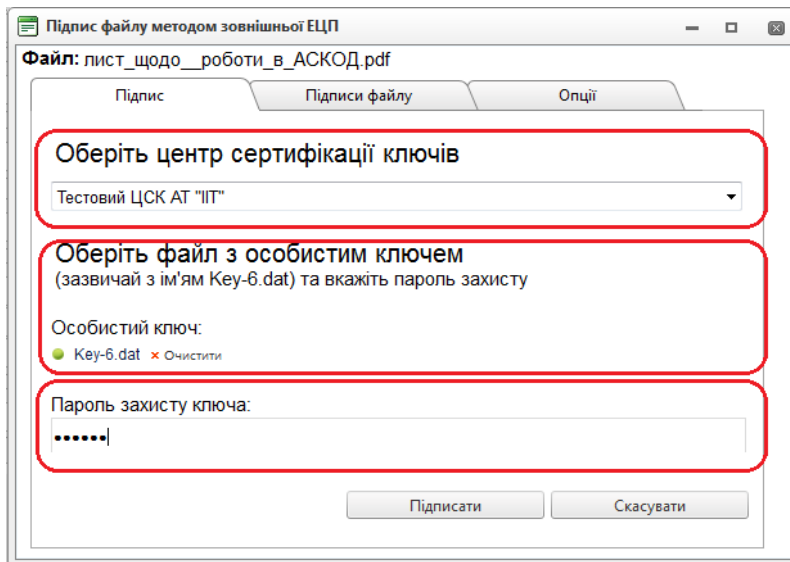 Підпис файлу методом зовнішньої ЕЦП
Файл: лист_щодо__роботи_в_АСКОД.pdf
Підпис
Підписи файлу
Опції
Оберіть центр сертифікації ключів
Тестовий ЦСК АТ "ІІТ"
Оберіть файл з особистим ключем
(зазвичай з ім'ям Key-6.dat) та вкажіть пароль захисту
Особистий ключ:
Key-6.dat × Очистити
Пароль захисту ключа:
••••••
Підписати
Скасувати